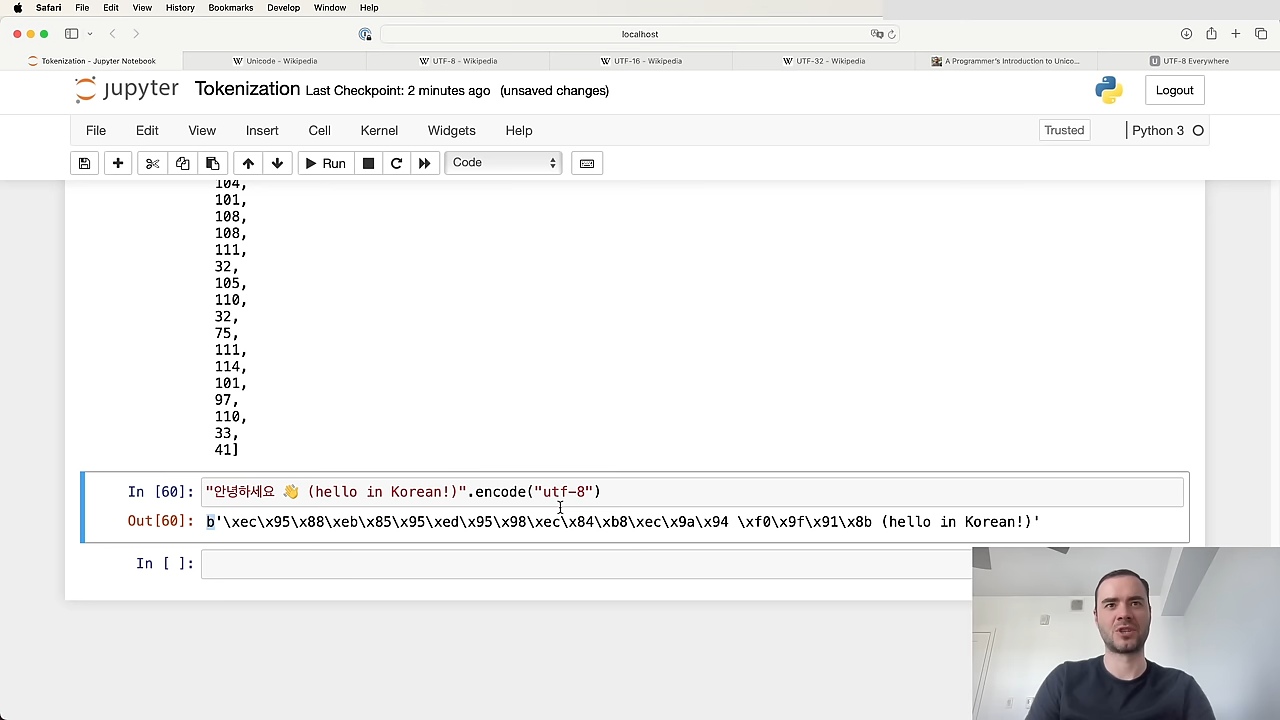 Safari File Edit View History Bookmarks Develop Window Help
localhost
Tokenization - Jupyter Notebook
Unicode - Wikipedia
UTF-8 - Wikipedia
UTF-16 - Wikipedia
UTF-32 - Wikipedia
A Programmer's Introduction to Unico...
UTF-8 Everywhere
jupyter Tokenization Last Checkpoint: 2 minutes ago (unsaved changes)
Logout
File Edit View Insert Cell Kernel Widgets Help
Trusted
Python 3
Run
Code
104,
101,
108,
108,
111,
32,
105,
110,
32,
75,
111,
114,
101,
97,
110,
33,
41]
In [60]: "안녕하세요 👋 (hello in Korean!)".encode("utf-8")
Out[60]: b'\xec\x95\x88\xeb\x85\x95\xed\x95\x98\xec\x84\xb8\xec\x9a\x94 \xf0\x9f\x91\x8b (hello in Korean!)'
In [ ]: